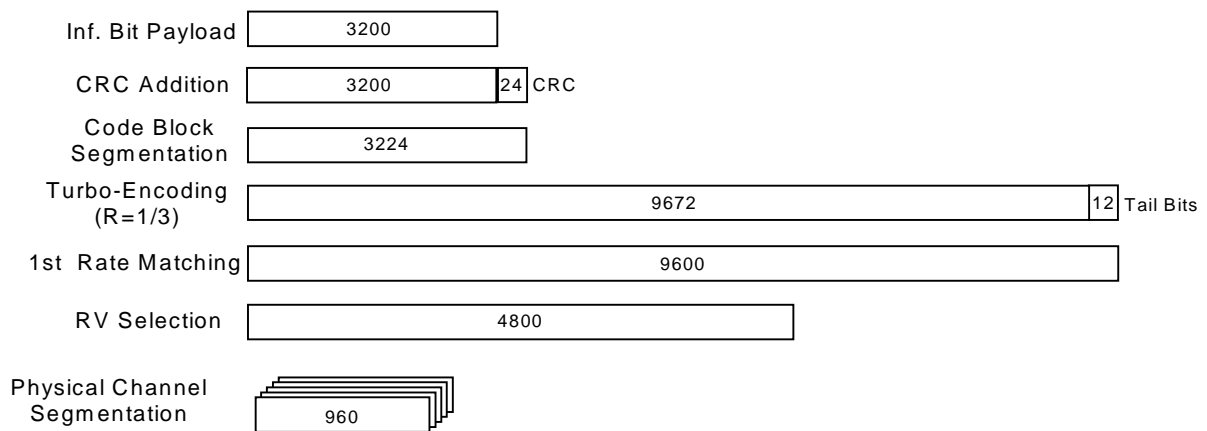 Inf. Bit Payload 3200
CRC Addition 3200 24 CRC
Code Block
Segmentation 3224
Turbo-Encoding
(R=1/3) 9672 12 Tail Bits
1st Rate Matching 9600
RV Selection 4800
Physical Channel
Segmentation 960